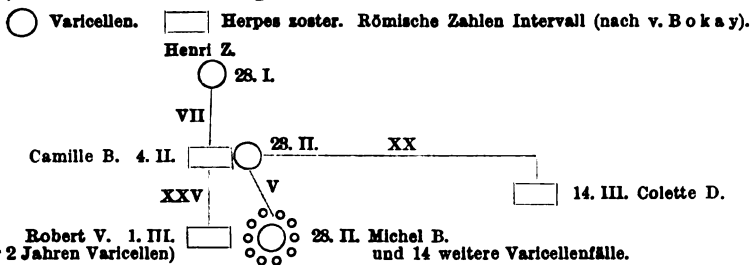 Varicellen. Herpes zoster. Römische Zahlen Intervall (nach v. Bokay).
Henri Z.
28. I.
VII
Camille B. 4. II. 28. II. XX
XXV V
14. III. Colette D.
Robert V. 1. III. 28. II. Michel B.
2 Jahren Varicellen) und 14 weitere Varicellenfälle.